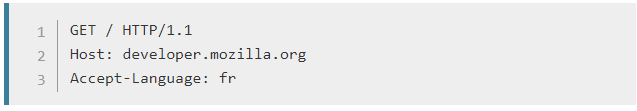 1 GET / HTTP/1.1
2 Host: developer.mozilla.org
3 Accept-Language: fr